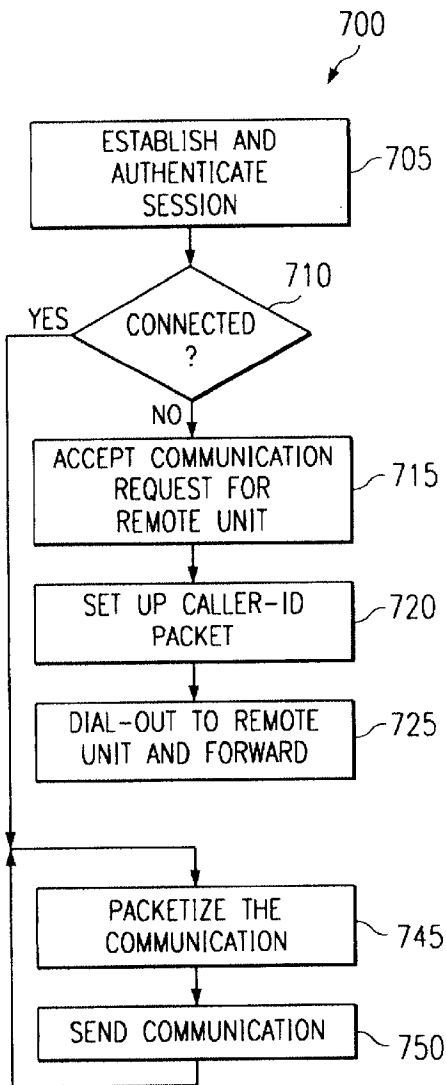 700
ESTABLISH AND
AUTHENTICATE
SESSION
705
710
YES
CONNECTED
?
NO
ACCEPT COMMUNICATION
REQUEST FOR
REMOTE UNIT
715
SET UP CALLER-ID
PACKET
720
DIAL-OUT TO REMOTE
UNIT AND FORWARD
725
PACKETIZE THE
COMMUNICATION
745
SEND COMMUNICATION
750